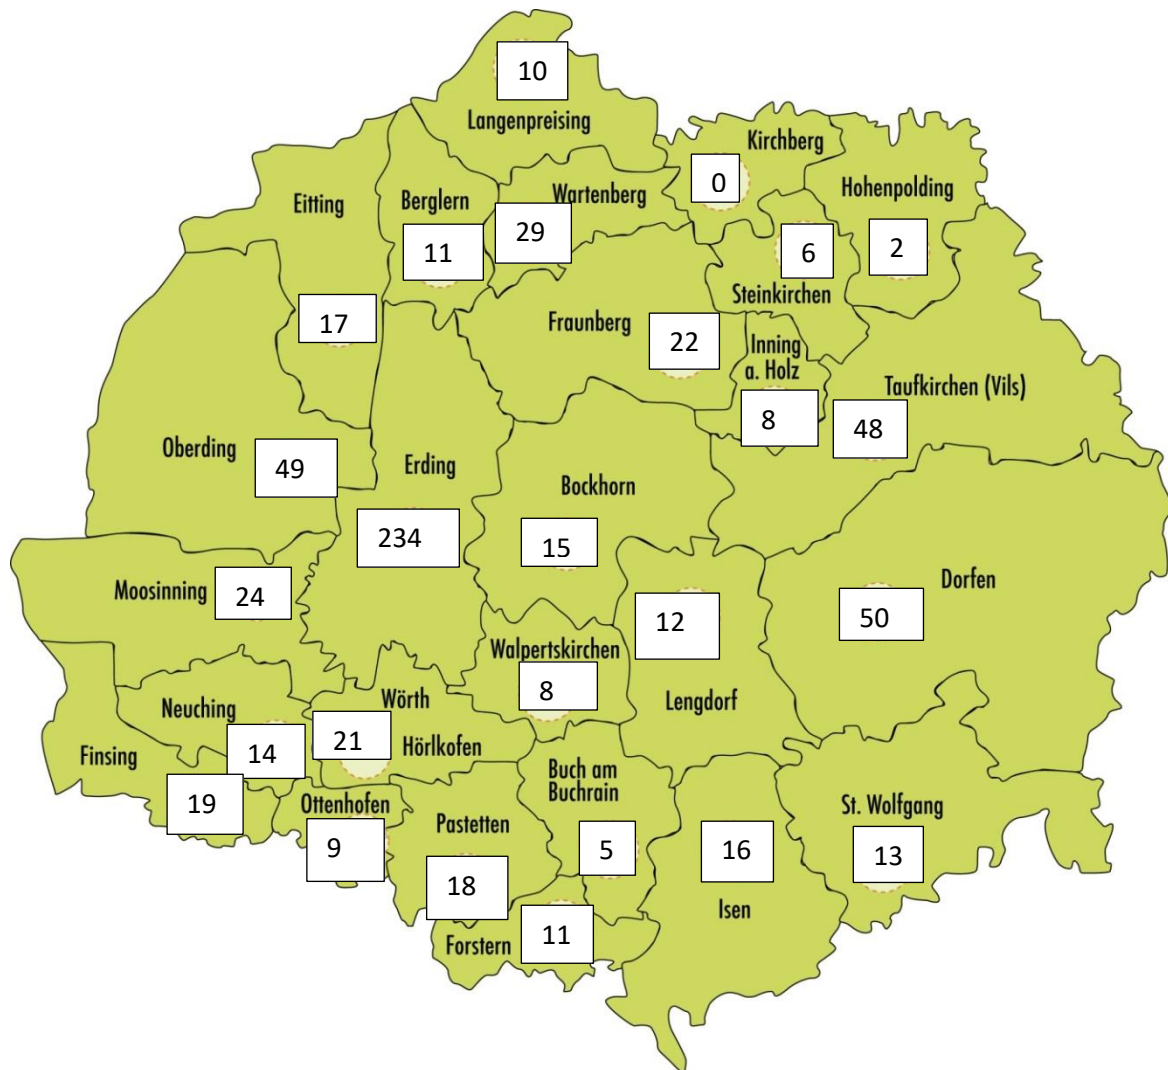 10
Langenpreising
Kirchberg
0
Hohenpolding
2
Eitting
17
Berglern
11
Wartenberg
29
6
Steinkirchen
Fraunberg
22
Inning
a. Holz
8
Taufkirchen (Vils)
48
Oberding
49
Erding
234
Bockhorn
15
Dorfen
50
Moosinning
24
12
Lengdorf
Walpertskirchen
8
Neuching
14
Wörth
21
Hörlkofen
Finsing
19
Ottenhofen
9
Pastetten
18
Buch am
Buchrain
5
16
Isen
St. Wolfgang
13
Forstern
11